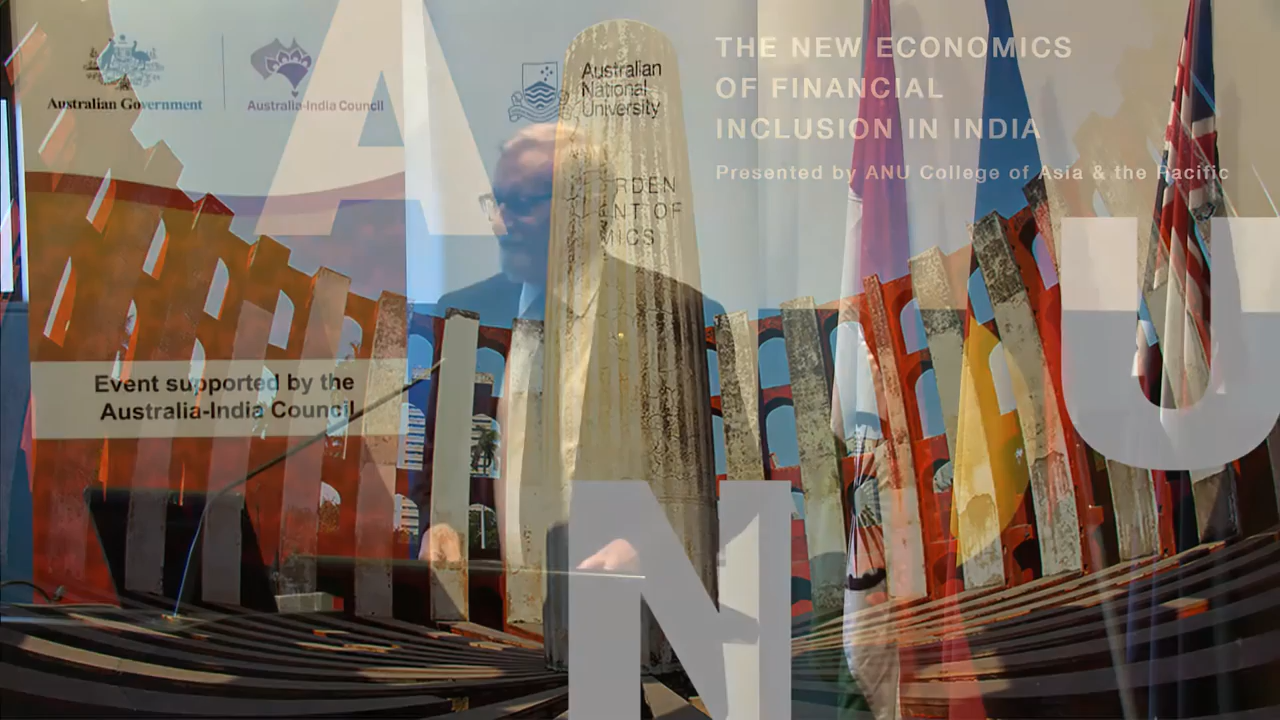 Australian Government
Australia-India Council
Australian
National
University
THE NEW ECONOMICS
OF FINANCIAL
INCLUSION IN INDIA
Presented by ANU College of Asia & the Pacific
Event supported by the
Australia-India Council
A
N
U